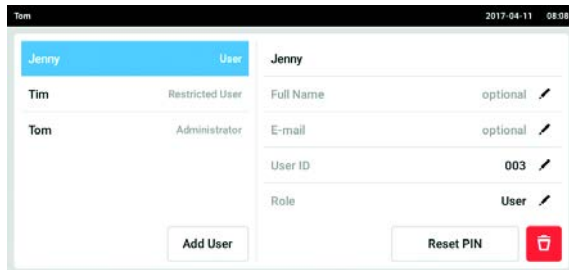 Tom 2017-04-11 08:08
Jenny User
Tim Restricted User
Tom Administrator
Add User
Jenny
Full Name optional
E-mail optional
User ID 003
Role User
Reset PIN